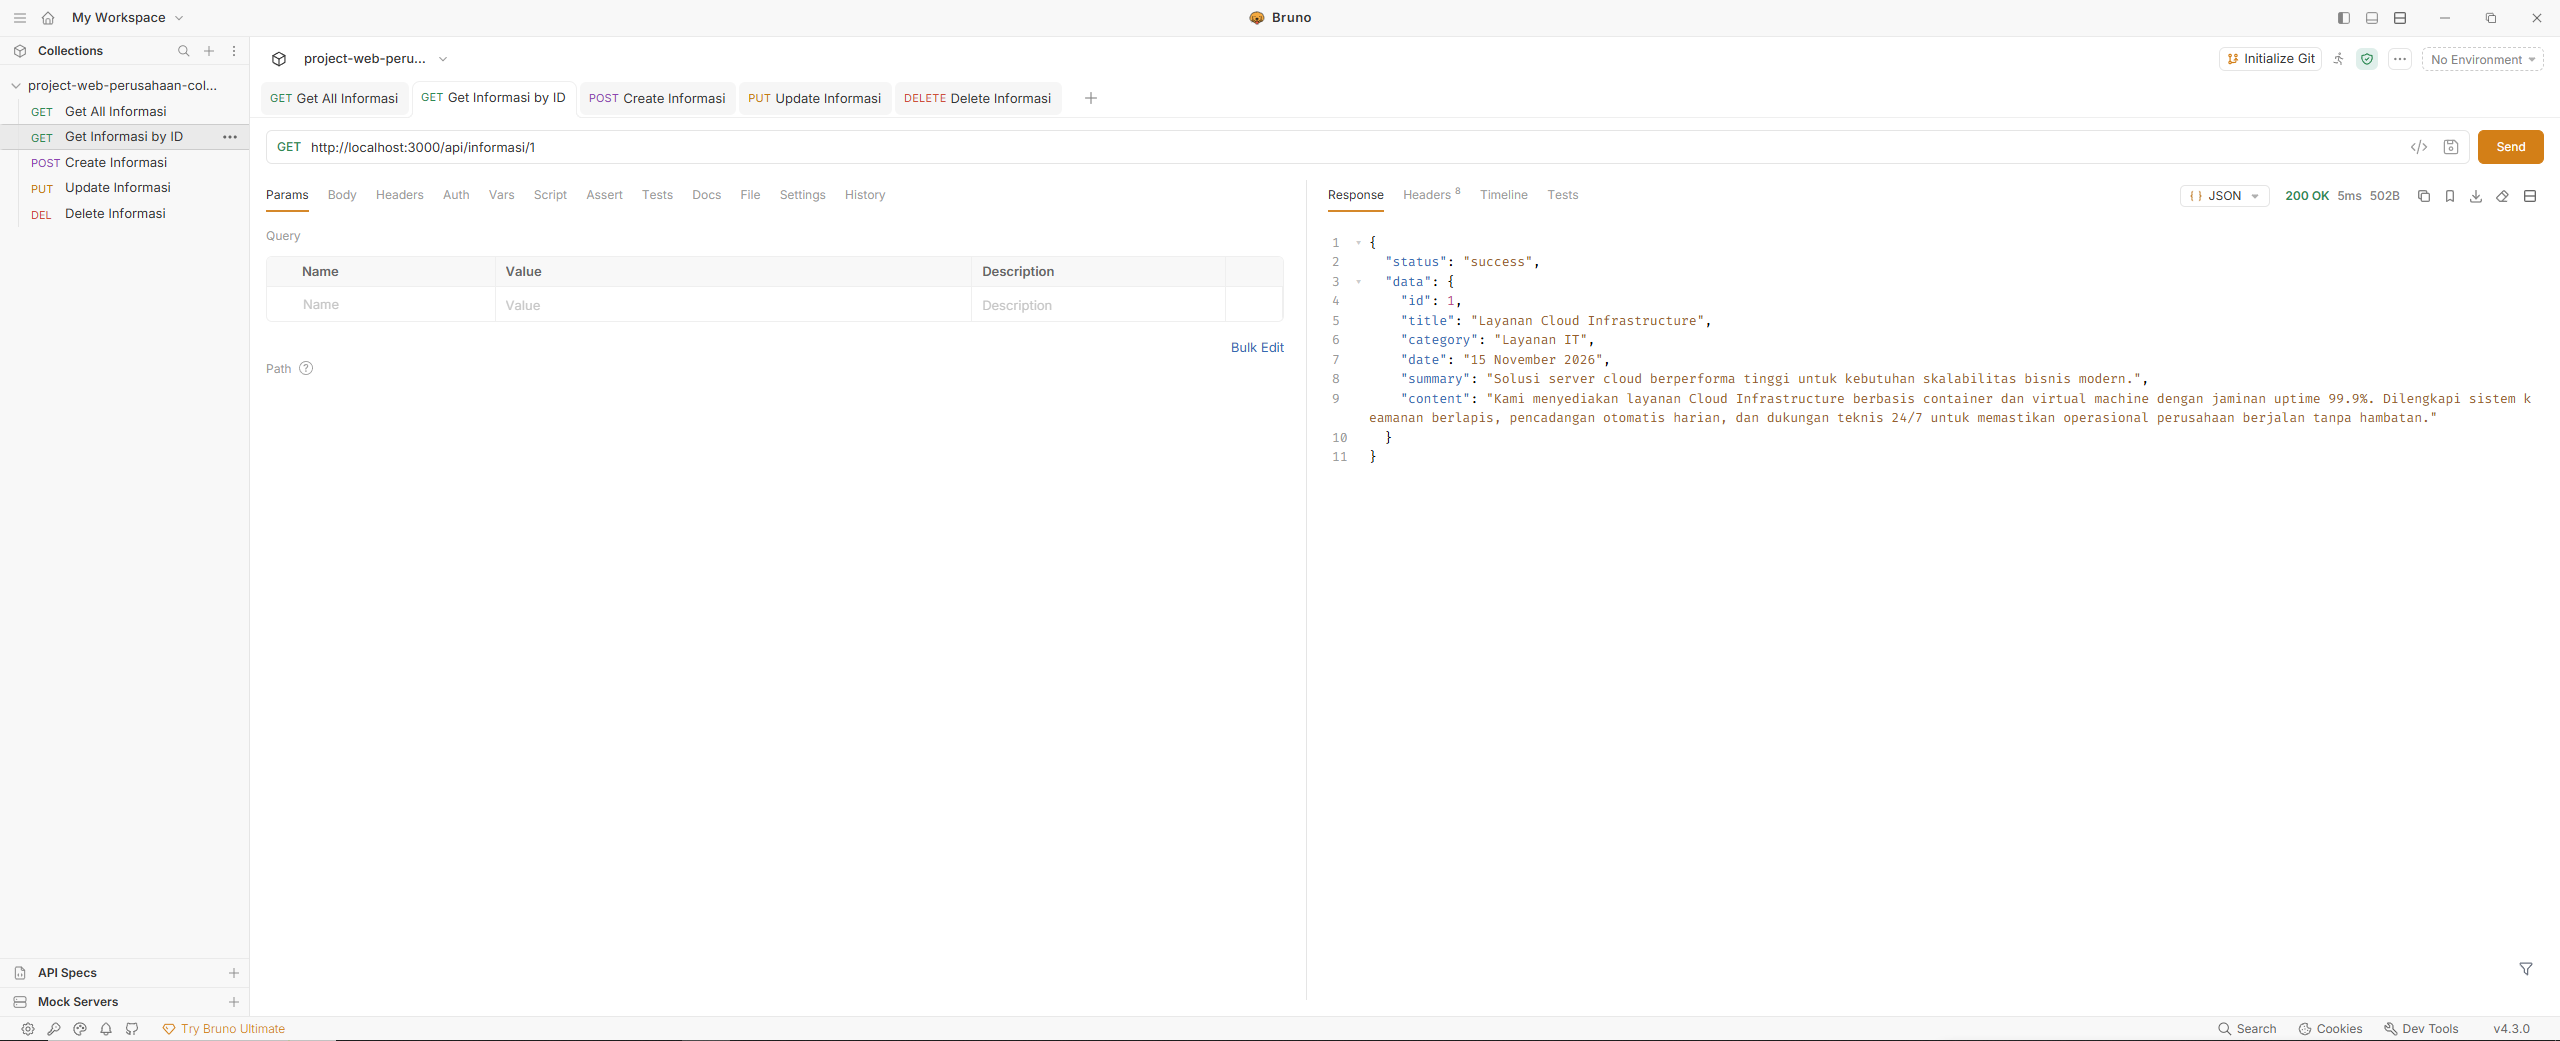 My Workspace
Bruno
Collections
project-web-perusahaan-col...
GET Get All Informasi
GET Get Informasi by ID
POST Create Informasi
PUT Update Informasi
DEL Delete Informasi
API Specs
Mock Servers
project-web-peru...
Initialize Git
No Environment
GET Get All Informasi
GET Get Informasi by ID
POST Create Informasi
PUT Update Informasi
DELETE Delete Informasi
GET http://localhost:3000/api/informasi/1
Send
Params Body Headers Auth Vars Script Assert Tests Docs File Settings History
Query
Name Value Description
Name Value Description
Bulk Edit
Path ?
Response Headers 8 Timeline Tests
{ } JSON 200 OK 5ms 502B
1 {
2 "status": "success",
3 "data": {
4 "id": 1,
5 "title": "Layanan Cloud Infrastructure",
6 "category": "Layanan IT",
7 "date": "15 November 2026",
8 "summary": "Solusi server cloud berperforma tinggi untuk kebutuhan skalabilitas bisnis modern.",
9 "content": "Kami menyediakan layanan Cloud Infrastructure berbasis container dan virtual machine dengan jaminan uptime 99.9%. Dilengkapi sistem k
eamanan berlapis, pencadangan otomatis harian, dan dukungan teknis 24/7 untuk memastikan operasional perusahaan berjalan tanpa hambatan."
10 }
11 }
Try Bruno Ultimate
Search Cookies Dev Tools v4.3.0